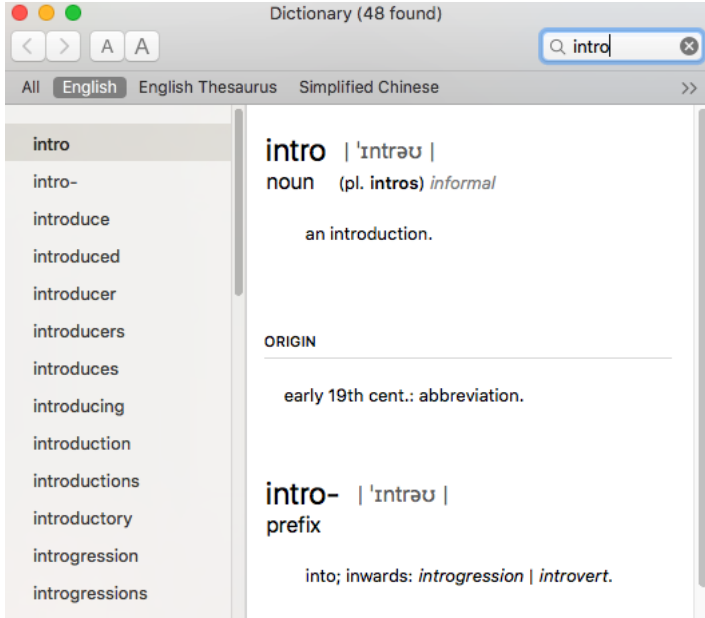 Dictionary (48 found)
A A
intro
All English English Thesaurus Simplified Chinese >>
intro
intro-
introduce
introduced
introducer
introducers
introduces
introducing
introduction
introductions
introductory
introgression
introgressions
intro | ˈɪntrəʊ |
noun (pl. intros) informal
an introduction.
ORIGIN
early 19th cent.: abbreviation.
intro- | ˈɪntrəʊ |
prefix
into; inwards: introgression | introvert.